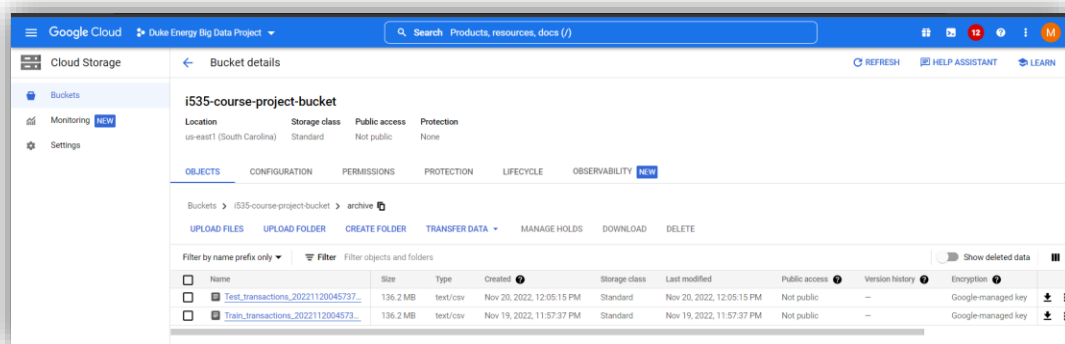 Google Cloud Duke Energy Big Data Project Search Products, resources, docs (/) 12 M
Cloud Storage Bucket details REFRESH HELP ASSISTANT LEARN
Buckets
Monitoring NEW
Settings
i535-course-project-bucket
Location Storage class Public access Protection
us-east1 (South Carolina) Standard Not public None
OBJECTS CONFIGURATION PERMISSIONS PROTECTION LIFECYCLE OBSERVABILITY NEW
Buckets > i535-course-project-bucket > archive
UPLOAD FILES UPLOAD FOLDER CREATE FOLDER TRANSFER DATA MANAGE HOLDS DOWNLOAD DELETE
Filter by name prefix only Filter Filter objects and folders Show deleted data
Name Size Type Created Storage class Last modified Public access Version history Encryption
Test_transactions_20221120045737... 136.2 MB text/csv Nov 20, 2022, 12:05:15 PM Standard Nov 20, 2022, 12:05:15 PM Not public — Google-managed key
Train_transactions_2022112004573... 136.2 MB text/csv Nov 19, 2022, 11:57:37 PM Standard Nov 19, 2022, 11:57:37 PM Not public — Google-managed key